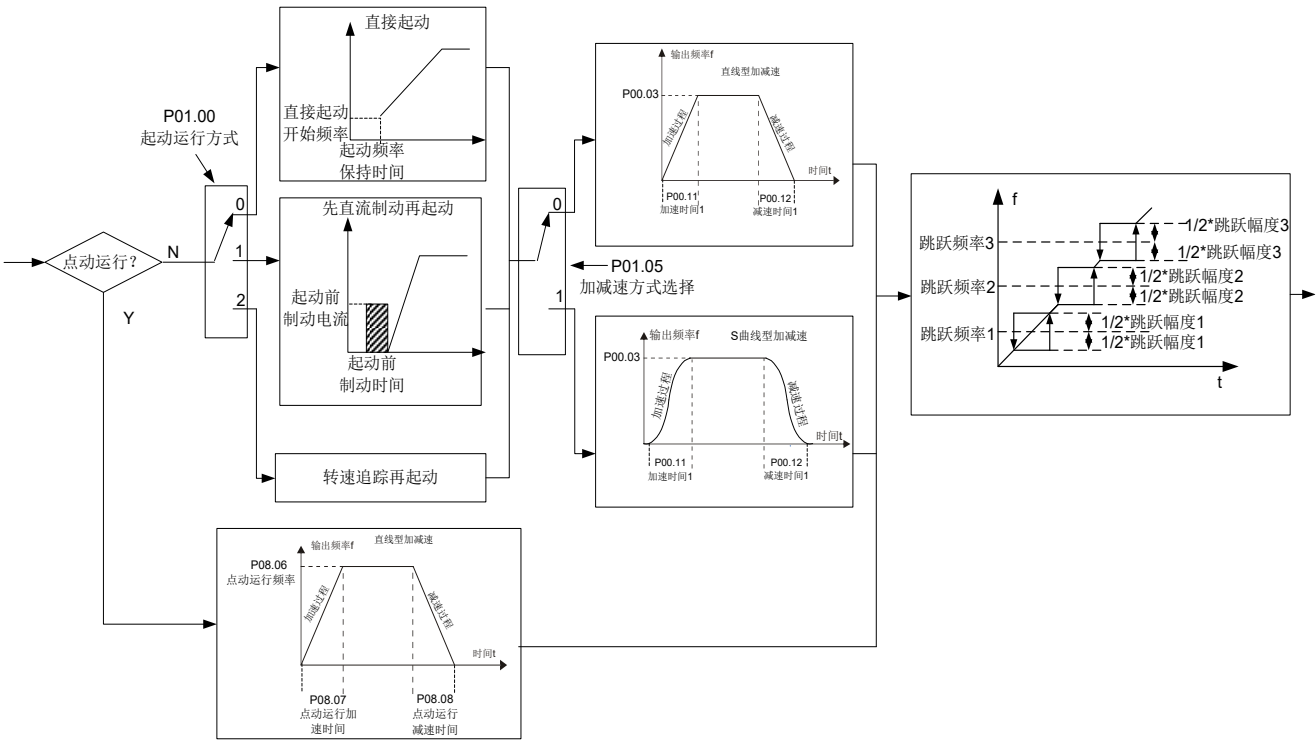 点动运行?
N
Y
P01.00
起动运行方式
0
1
2
直接起动
直接起动
开始频率
起动频率
保持时间
先直流制动再起动
起动前
制动电流
起动前
制动时间
转速追踪再起动
0
1
P01.05
加减速方式选择
输出频率f
直线型加减速
P00.03
加速过程
减速过程
时间t
P00.11
加速时间1
P00.12
减速时间1
输出频率f
S曲线型加减速
P00.03
加速过程
减速过程
时间t
P00.11
加速时间1
P00.12
减速时间1
输出频率f
直线型加减速
P08.06
点动运行频率
加速过程
减速过程
时间t
P08.07
点动运行加
速时间
P08.08
点动运行
减速时间
f
跳跃频率3
1/2*跳跃幅度3
1/2*跳跃幅度3
跳跃频率2
1/2*跳跃幅度2
1/2*跳跃幅度2
跳跃频率1
1/2*跳跃幅度1
1/2*跳跃幅度1
t